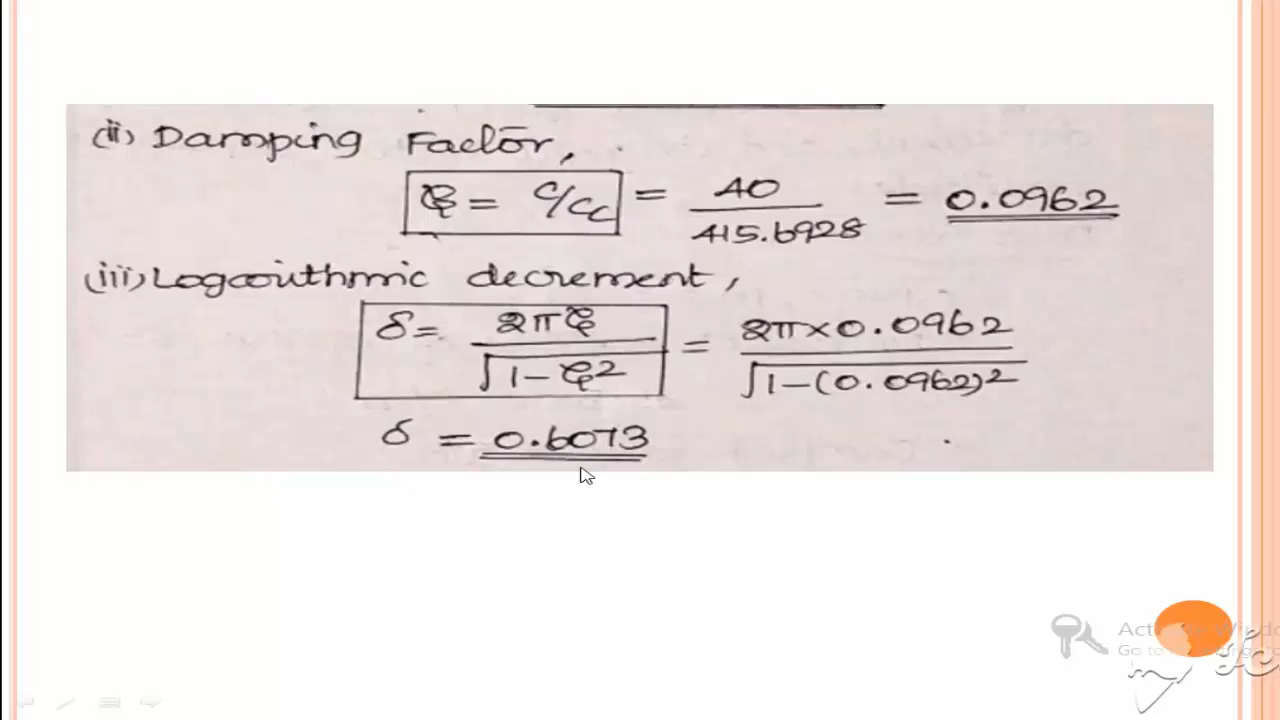 (ii) Damping Factor,
ξ = C/Cc = 40/415.6928 = 0.0962
(iii) Logarithmic decrement,
δ = 2πξ/√1-ξ² = 2π×0.0962/√1-(0.0962)²
δ = 0.6073